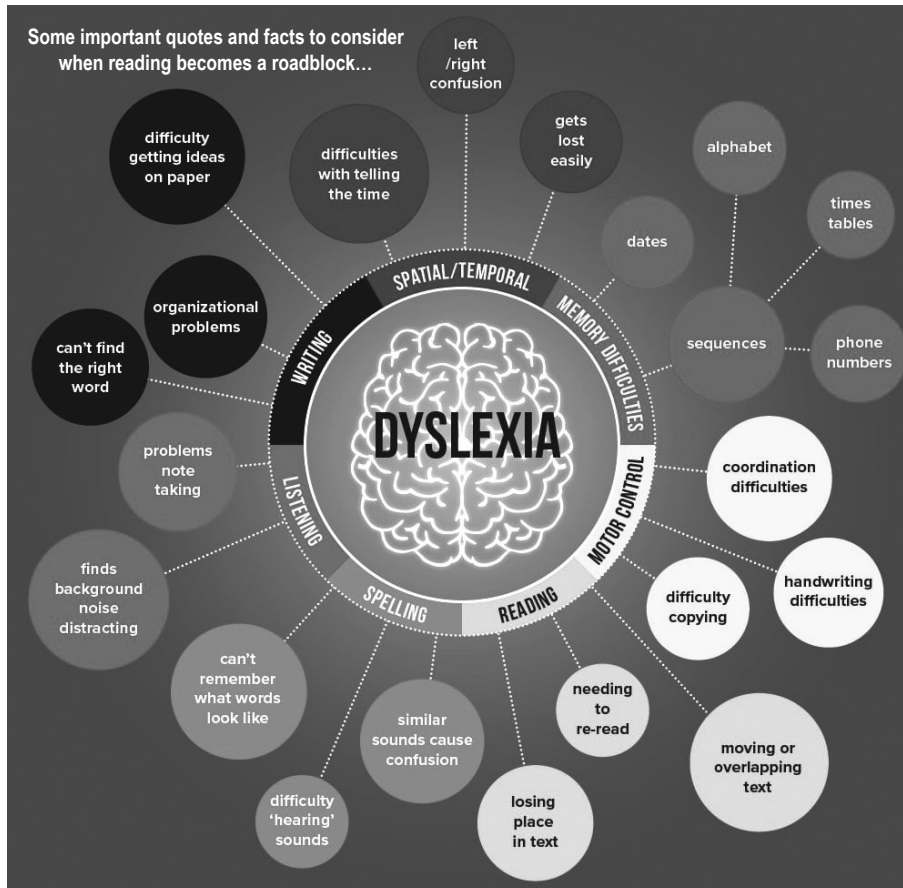 Some important quotes and facts to consider
when reading becomes a roadblock…
left
/right
confusion
gets
lost
easily
difficulties
with telling
the time
difficulty
getting ideas
on paper
organizational
problems
can't find
the right
word
alphabet
times
tables
dates
sequences
phone
numbers
SPATIAL/TEMPORAL
MEMORY DIFFICULTIES
WRITING
DYSLEXIA
LISTENING
MOTOR CONTROL
SPELLING
READING
problems
note
taking
finds
background
noise
distracting
coordination
difficulties
handwriting
difficulties
difficulty
copying
can't
remember
what words
look like
similar
sounds cause
confusion
difficulty
'hearing'
sounds
needing
to
re-read
losing
place
in text
moving or
overlapping
text